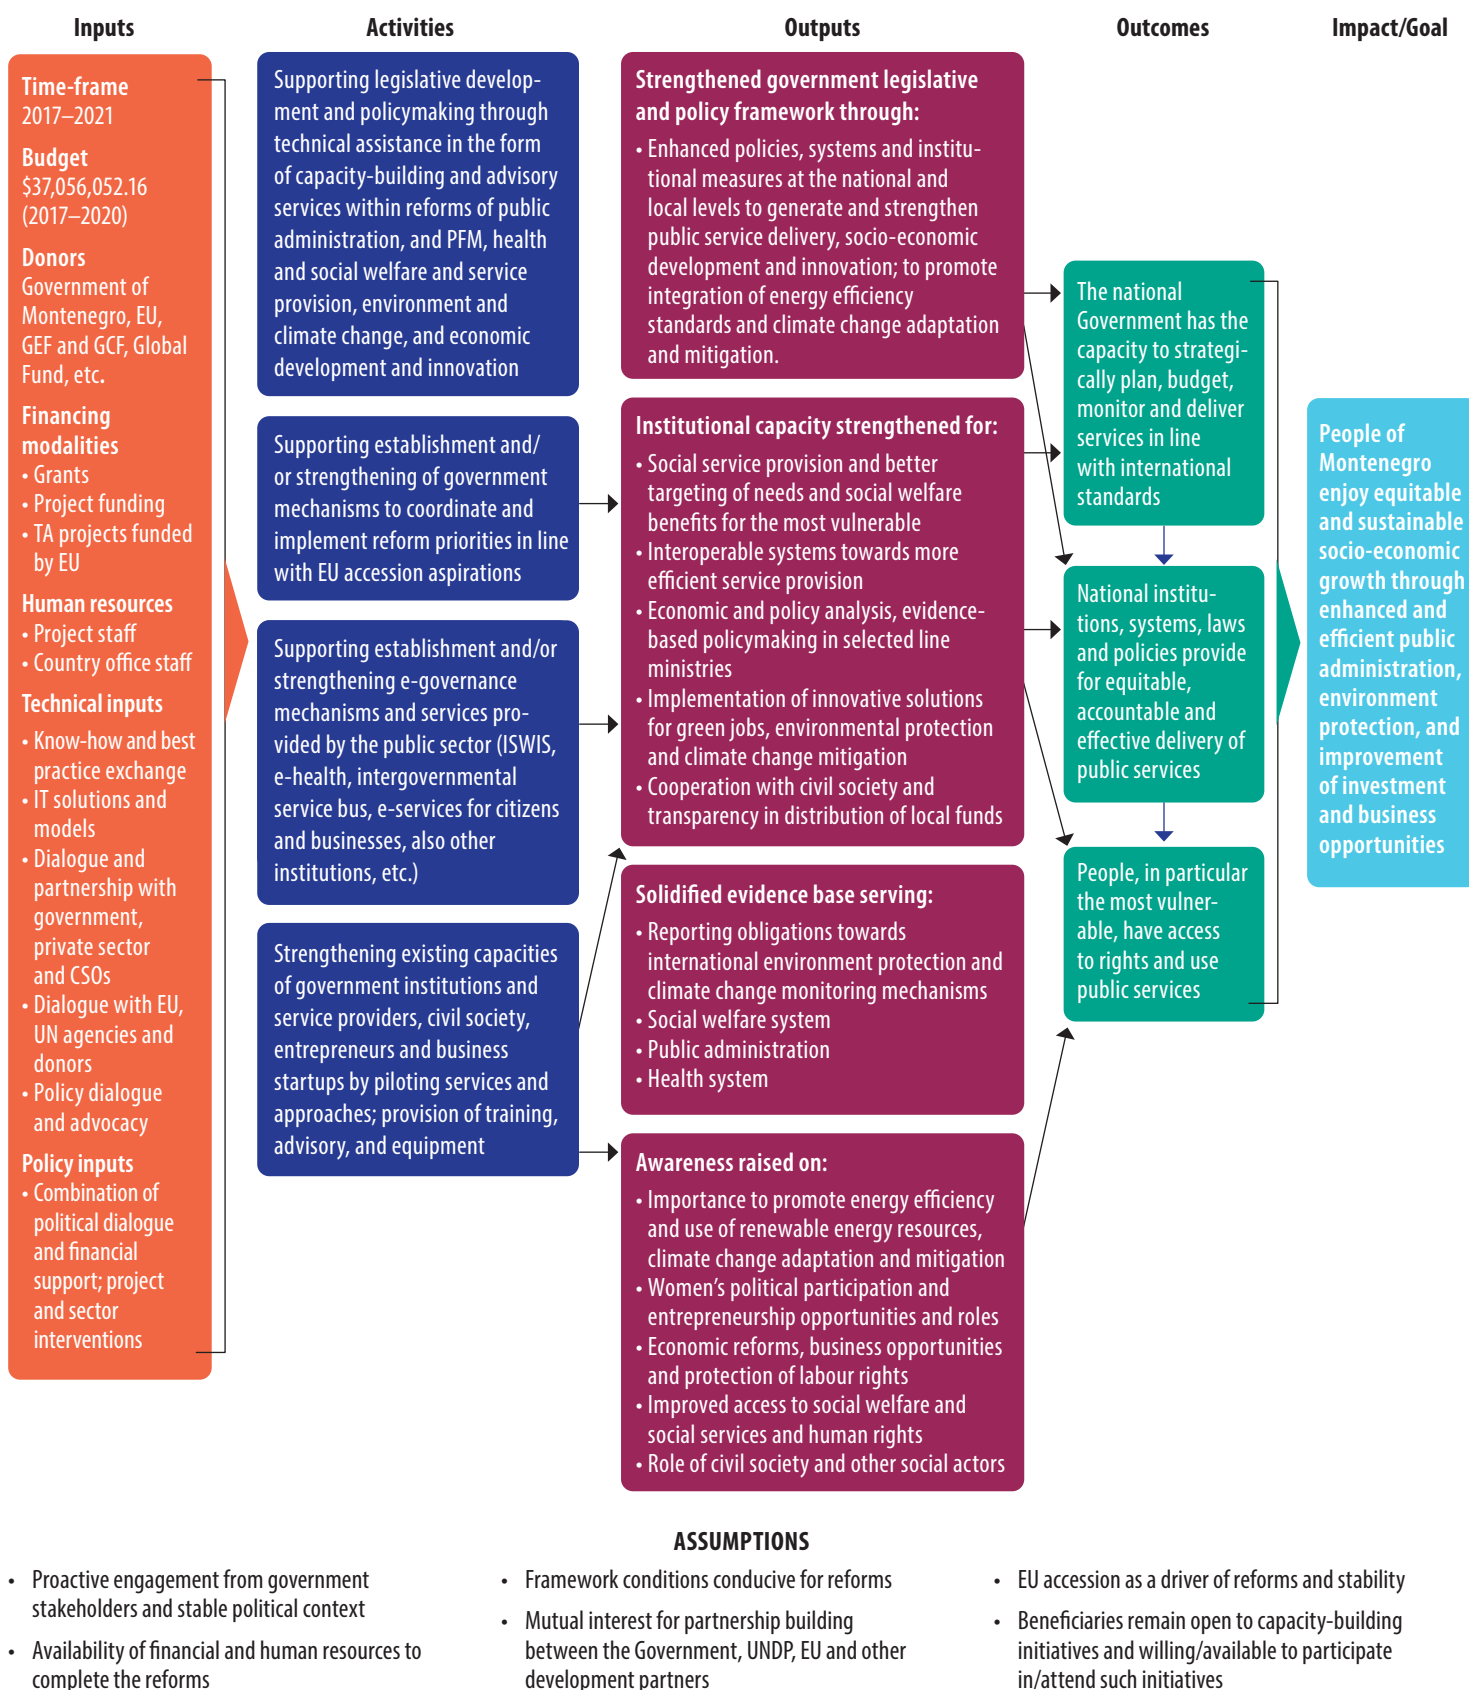 Inputs
Activities
Outputs
Outcomes
Impact/Goal
Time-frame
2017–2021
Budget
$37,056,052.16
(2017–2020)
Donors
Government of
Montenegro, EU,
GEF and GCF, Global
Fund, etc.
Financing
modalities
• Grants
• Project funding
• TA projects funded
by EU
Human resources
• Project staff
• Country office staff
Technical inputs
• Know-how and best
practice exchange
• IT solutions and
models
• Dialogue and
partnership with
government,
private sector
and CSOs
• Dialogue with EU,
UN agencies and
donors
• Policy dialogue
and advocacy
Policy inputs
• Combination of
political dialogue
and financial
support; project
and sector
interventions
Supporting legislative develop-
ment and policymaking through
technical assistance in the form
of capacity-building and advisory
services within reforms of public
administration, and PFM, health
and social welfare and service
provision, environment and
climate change, and economic
development and innovation
Supporting establishment and/
or strengthening of government
mechanisms to coordinate and
implement reform priorities in line
with EU accession aspirations
Supporting establishment and/or
strengthening e-governance
mechanisms and services pro-
vided by the public sector (ISWIS,
e-health, intergovernmental
service bus, e-services for citizens
and businesses, also other
institutions, etc.)
Strengthening existing capacities
of government institutions and
service providers, civil society,
entrepreneurs and business
startups by piloting services and
approaches; provision of training,
advisory, and equipment
Strengthened government legislative
and policy framework through:
• Enhanced policies, systems and institu-
tional measures at the national and
local levels to generate and strengthen
public service delivery, socio-economic
development and innovation; to promote
integration of energy efficiency
standards and climate change adaptation
and mitigation.
Institutional capacity strengthened for:
• Social service provision and better
targeting of needs and social welfare
benefits for the most vulnerable
• Interoperable systems towards more
efficient service provision
• Economic and policy analysis, evidence-
based policymaking in selected line
ministries
• Implementation of innovative solutions
for green jobs, environmental protection
and climate change mitigation
• Cooperation with civil society and
transparency in distribution of local funds
Solidified evidence base serving:
• Reporting obligations towards
international environment protection and
climate change monitoring mechanisms
• Social welfare system
• Public administration
• Health system
Awareness raised on:
• Importance to promote energy efficiency
and use of renewable energy resources,
climate change adaptation and mitigation
• Women's political participation and
entrepreneurship opportunities and roles
• Economic reforms, business opportunities
and protection of labour rights
• Improved access to social welfare and
social services and human rights
• Role of civil society and other social actors
The national
Government has the
capacity to strategi-
cally plan, budget,
monitor and deliver
services in line
with international
standards
National institu-
tions, systems, laws
and policies provide
for equitable,
accountable and
effective delivery of
public services
People, in particular
the most vulner-
able, have access
to rights and use
public services
People of
Montenegro
enjoy equitable
and sustainable
socio-economic
growth through
enhanced and
efficient public
administration,
environment
protection, and
improvement
of investment
and business
opportunities
ASSUMPTIONS
• Proactive engagement from government
stakeholders and stable political context
• Availability of financial and human resources to
complete the reforms
• Framework conditions conducive for reforms
• Mutual interest for partnership building
between the Government, UNDP, EU and other
development partners
• EU accession as a driver of reforms and stability
• Beneficiaries remain open to capacity-building
initiatives and willing/available to participate
in/attend such initiatives